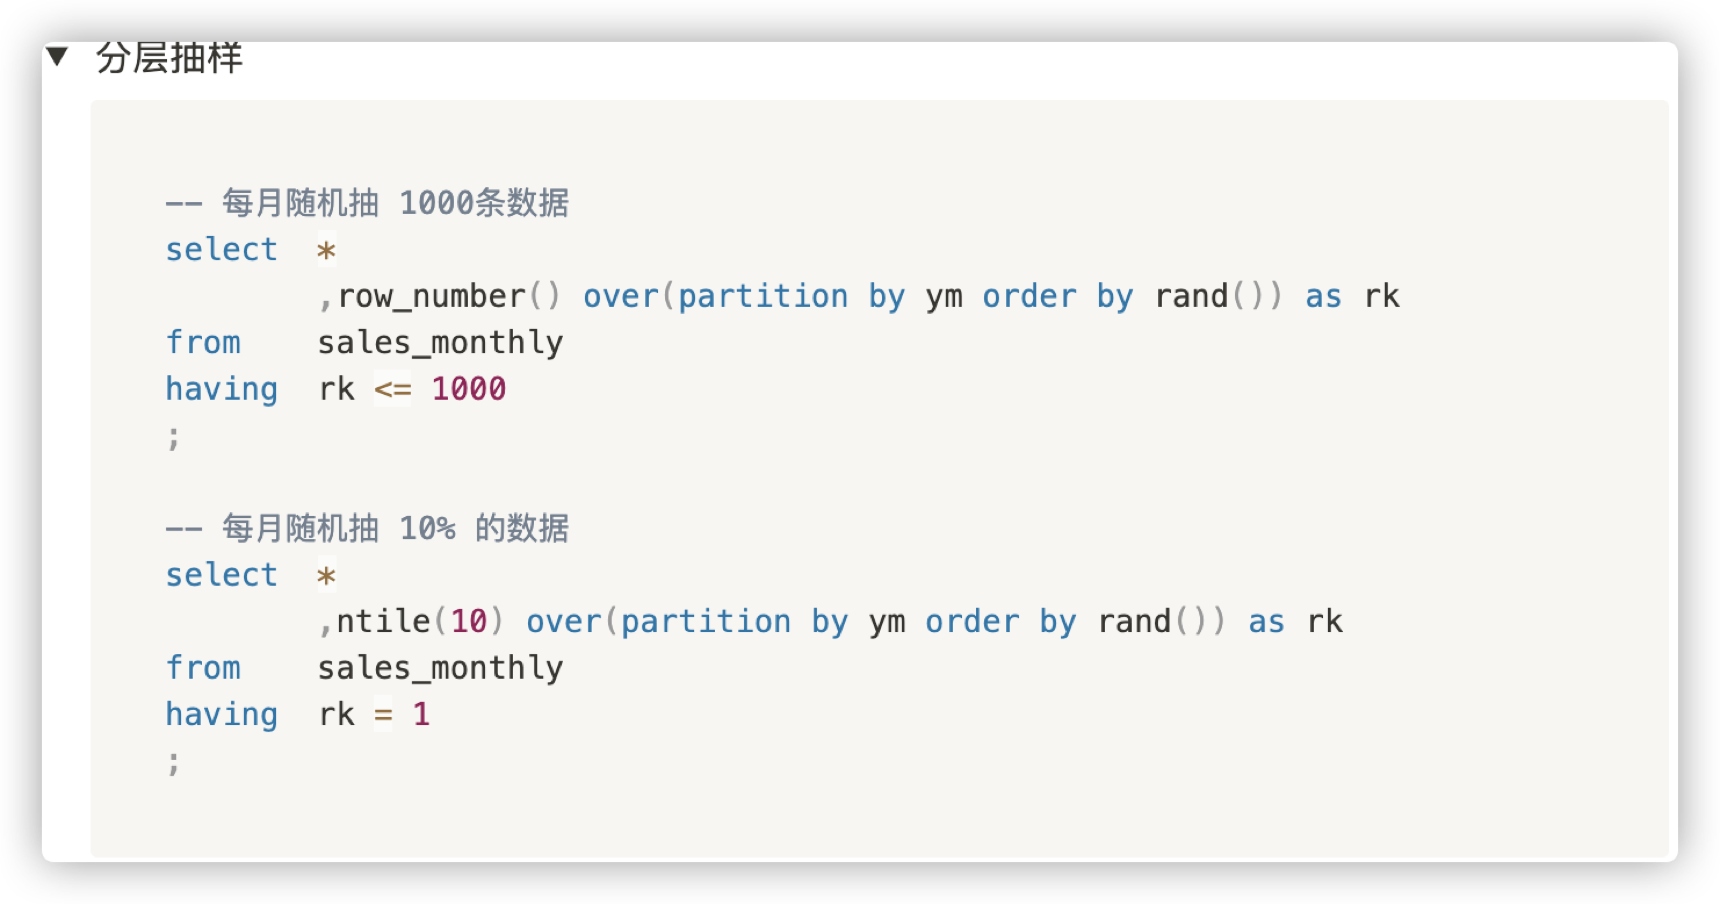 分层抽样
-- 每月随机抽 1000条数据
select  *
        ,row_number() over(partition by ym order by rand()) as rk
from    sales_monthly
having  rk <= 1000
;
-- 每月随机抽 10% 的数据
select  *
        ,ntile(10) over(partition by ym order by rand()) as rk
from    sales_monthly
having  rk = 1
;